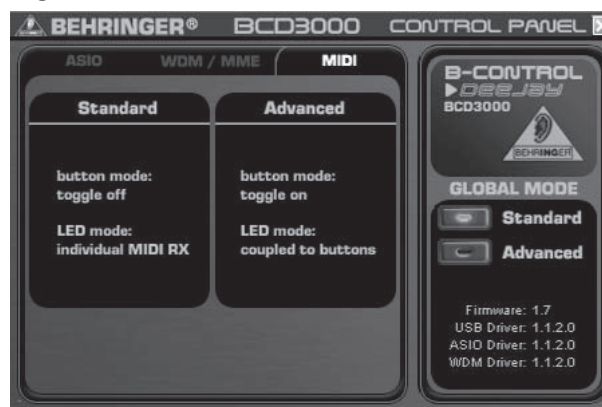 BEHRINGER® BCD3000 CONTROL PANEL X
ASIO WDM / MME MIDI
Standard
button mode:
toggle off
LED mode:
individual MIDI RX
Advanced
button mode:
toggle on
LED mode:
coupled to buttons
B-CONTROL
DEEJAY
BCD3000
BEHRINGER
GLOBAL MODE
Standard
Advanced
Firmware: 1.7
USB Driver: 1.1.2.0
ASIO Driver: 1.1.2.0
WDM Driver: 1.1.2.0